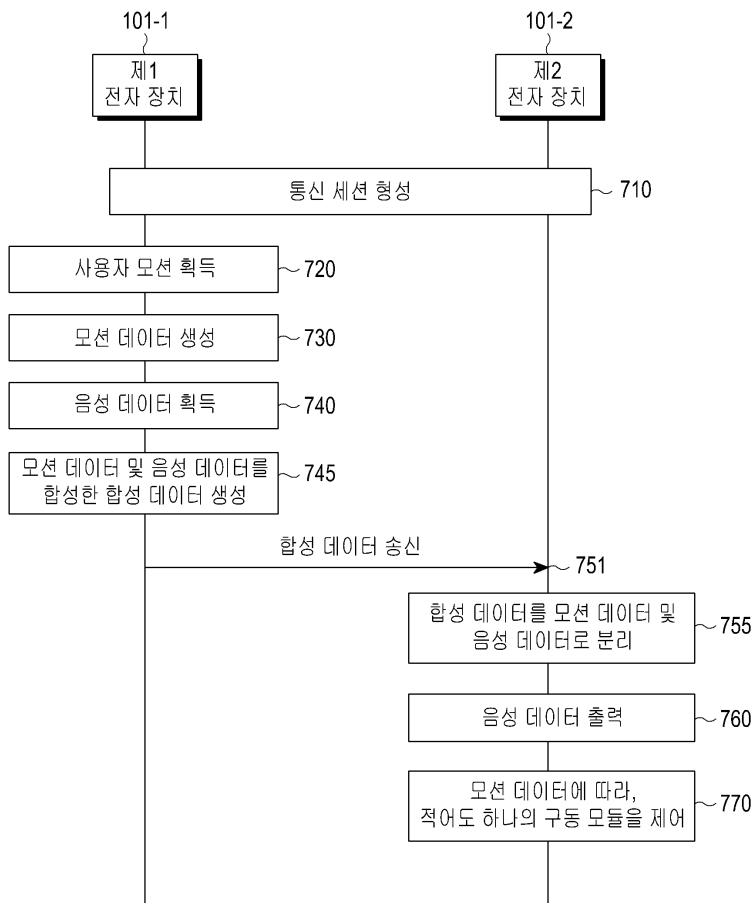 101-1
101-2
제1
전자 장치
제2
전자 장치
통신 세션 형성
710
사용자 모션 획득
720
모션 데이터 생성
730
음성 데이터 획득
740
모션 데이터 및 음성 데이터를
합성한 합성 데이터 생성
745
합성 데이터 송신
751
합성 데이터를 모션 데이터 및
음성 데이터로 분리
755
음성 데이터 출력
760
모션 데이터에 따라,
적어도 하나의 구동 모듈을 제어
770